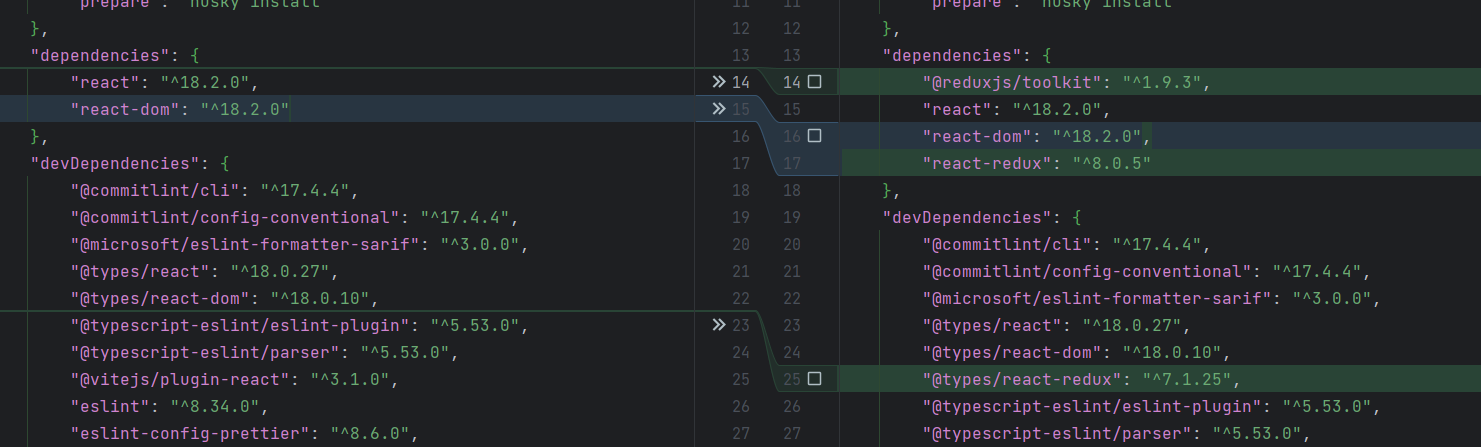 "prepare": "husky install"
},
"dependencies": {
"react": "^18.2.0",
"react-dom": "^18.2.0"
},
"devDependencies": {
"@commitlint/cli": "^17.4.4",
"@commitlint/config-conventional": "^17.4.4",
"@microsoft/eslint-formatter-sarif": "^3.0.0",
"@types/react": "^18.0.27",
"@types/react-dom": "^18.0.10",
"@typescript-eslint/eslint-plugin": "^5.53.0",
"@typescript-eslint/parser": "^5.53.0",
"@vitejs/plugin-react": "^3.1.0",
"eslint": "^8.34.0",
"eslint-config-prettier": "^8.6.0",
11 11
12 12
13 13
14 14
15 15
16 16
17 17
18 18
19 19
20 20
21 21
22 22
23 23
24 24
25 25
26 26
27 27
"prepare": "husky install"
},
"dependencies": {
"@reduxjs/toolkit": "^1.9.3",
"react": "^18.2.0",
"react-dom": "^18.2.0",
"react-redux": "^8.0.5"
},
"devDependencies": {
"@commitlint/cli": "^17.4.4",
"@commitlint/config-conventional": "^17.4.4",
"@microsoft/eslint-formatter-sarif": "^3.0.0",
"@types/react": "^18.0.27",
"@types/react-dom": "^18.0.10",
"@types/react-redux": "^7.1.25",
"@typescript-eslint/eslint-plugin": "^5.53.0",
"@typescript-eslint/parser": "^5.53.0",